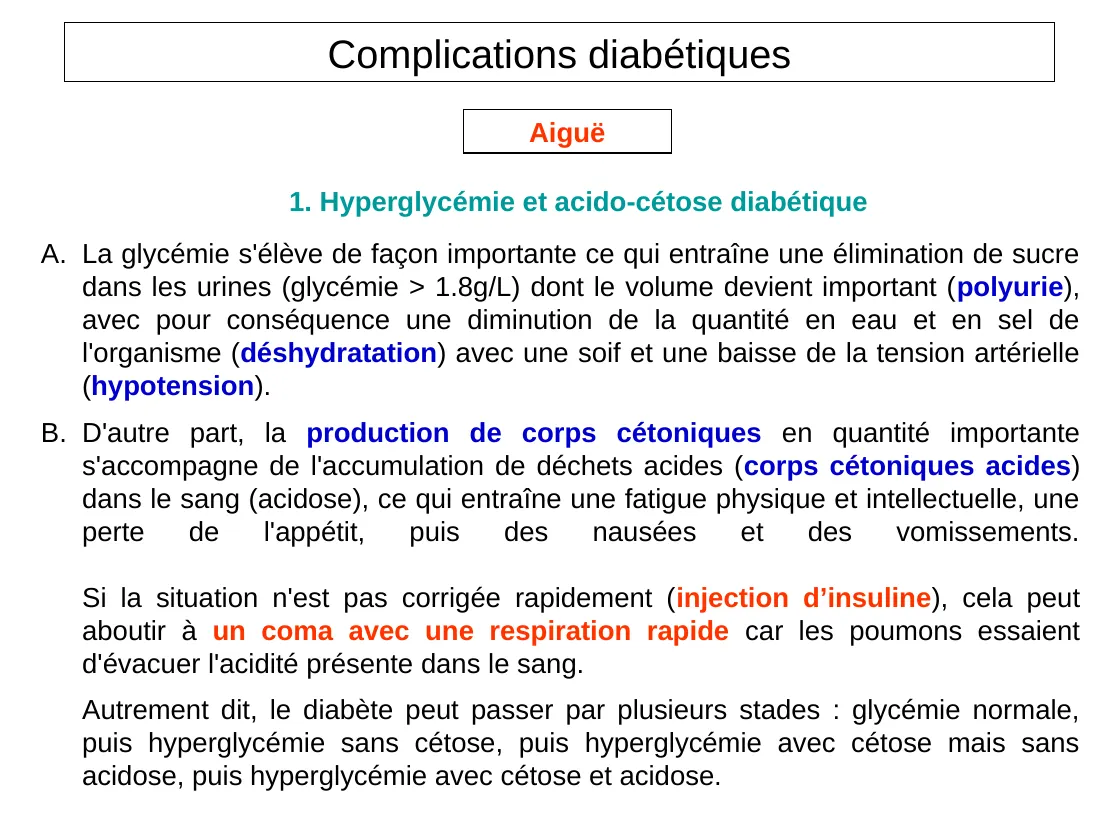 Complications diabétiques
Aiguë
1. Hyperglycémie et acido-cétose diabétique
A. La glycémie s'élève de façon importante ce qui entraîne une élimination de sucre
dans les urines (glycémie > 1.8g/L) dont le volume devient important (polyurie),
avec pour conséquence une diminution de la quantité en eau et en sel de
l'organisme (déshydratation) avec une soif et une baisse de la tension artérielle
(hypotension).
B. D'autre part, la production de corps cétoniques en quantité importante
s'accompagne de l'accumulation de déchets acides (corps cétoniques acides)
dans le sang (acidose), ce qui entraîne une fatigue physique et intellectuelle, une
perte de l'appétit, puis des nausées et des vomissements.
Si la situation n'est pas corrigée rapidement (injection d’insuline), cela peut
aboutir à un coma avec une respiration rapide car les poumons essaient
d'évacuer l'acidité présente dans le sang.
Autrement dit, le diabète peut passer par plusieurs stades : glycémie normale,
puis hyperglycémie sans cétose, puis hyperglycémie avec cétose mais sans
acidose, puis hyperglycémie avec cétose et acidose.